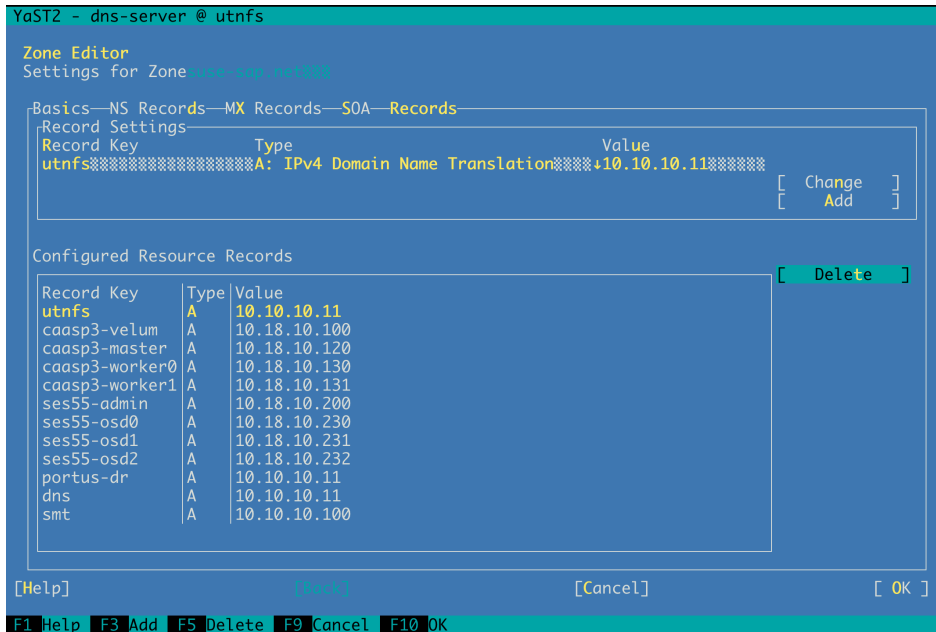 YaST2 - dns-server @ utnfs
Zone Editor
Settings for Zone suse-sap.net
Basics NS Records MX Records SOA Records
Record Settings
Record Key Type Value
utnfs A: IPv4 Domain Name Translation ↓10.10.10.11
[ Change ]
[ Add ]
Configured Resource Records
[ Delete ]
Record Key Type Value
utnfs A 10.10.10.11
caasp3-velum A 10.18.10.100
caasp3-master A 10.18.10.120
caasp3-worker0 A 10.18.10.130
caasp3-worker1 A 10.18.10.131
ses55-admin A 10.18.10.200
ses55-osd0 A 10.18.10.230
ses55-osd1 A 10.18.10.231
ses55-osd2 A 10.18.10.232
portus-dr A 10.10.10.11
dns A 10.10.10.11
smt A 10.10.10.100
[Help] [Back] [Cancel] [ OK ]
F1 Help F3 Add F5 Delete F9 Cancel F10 OK